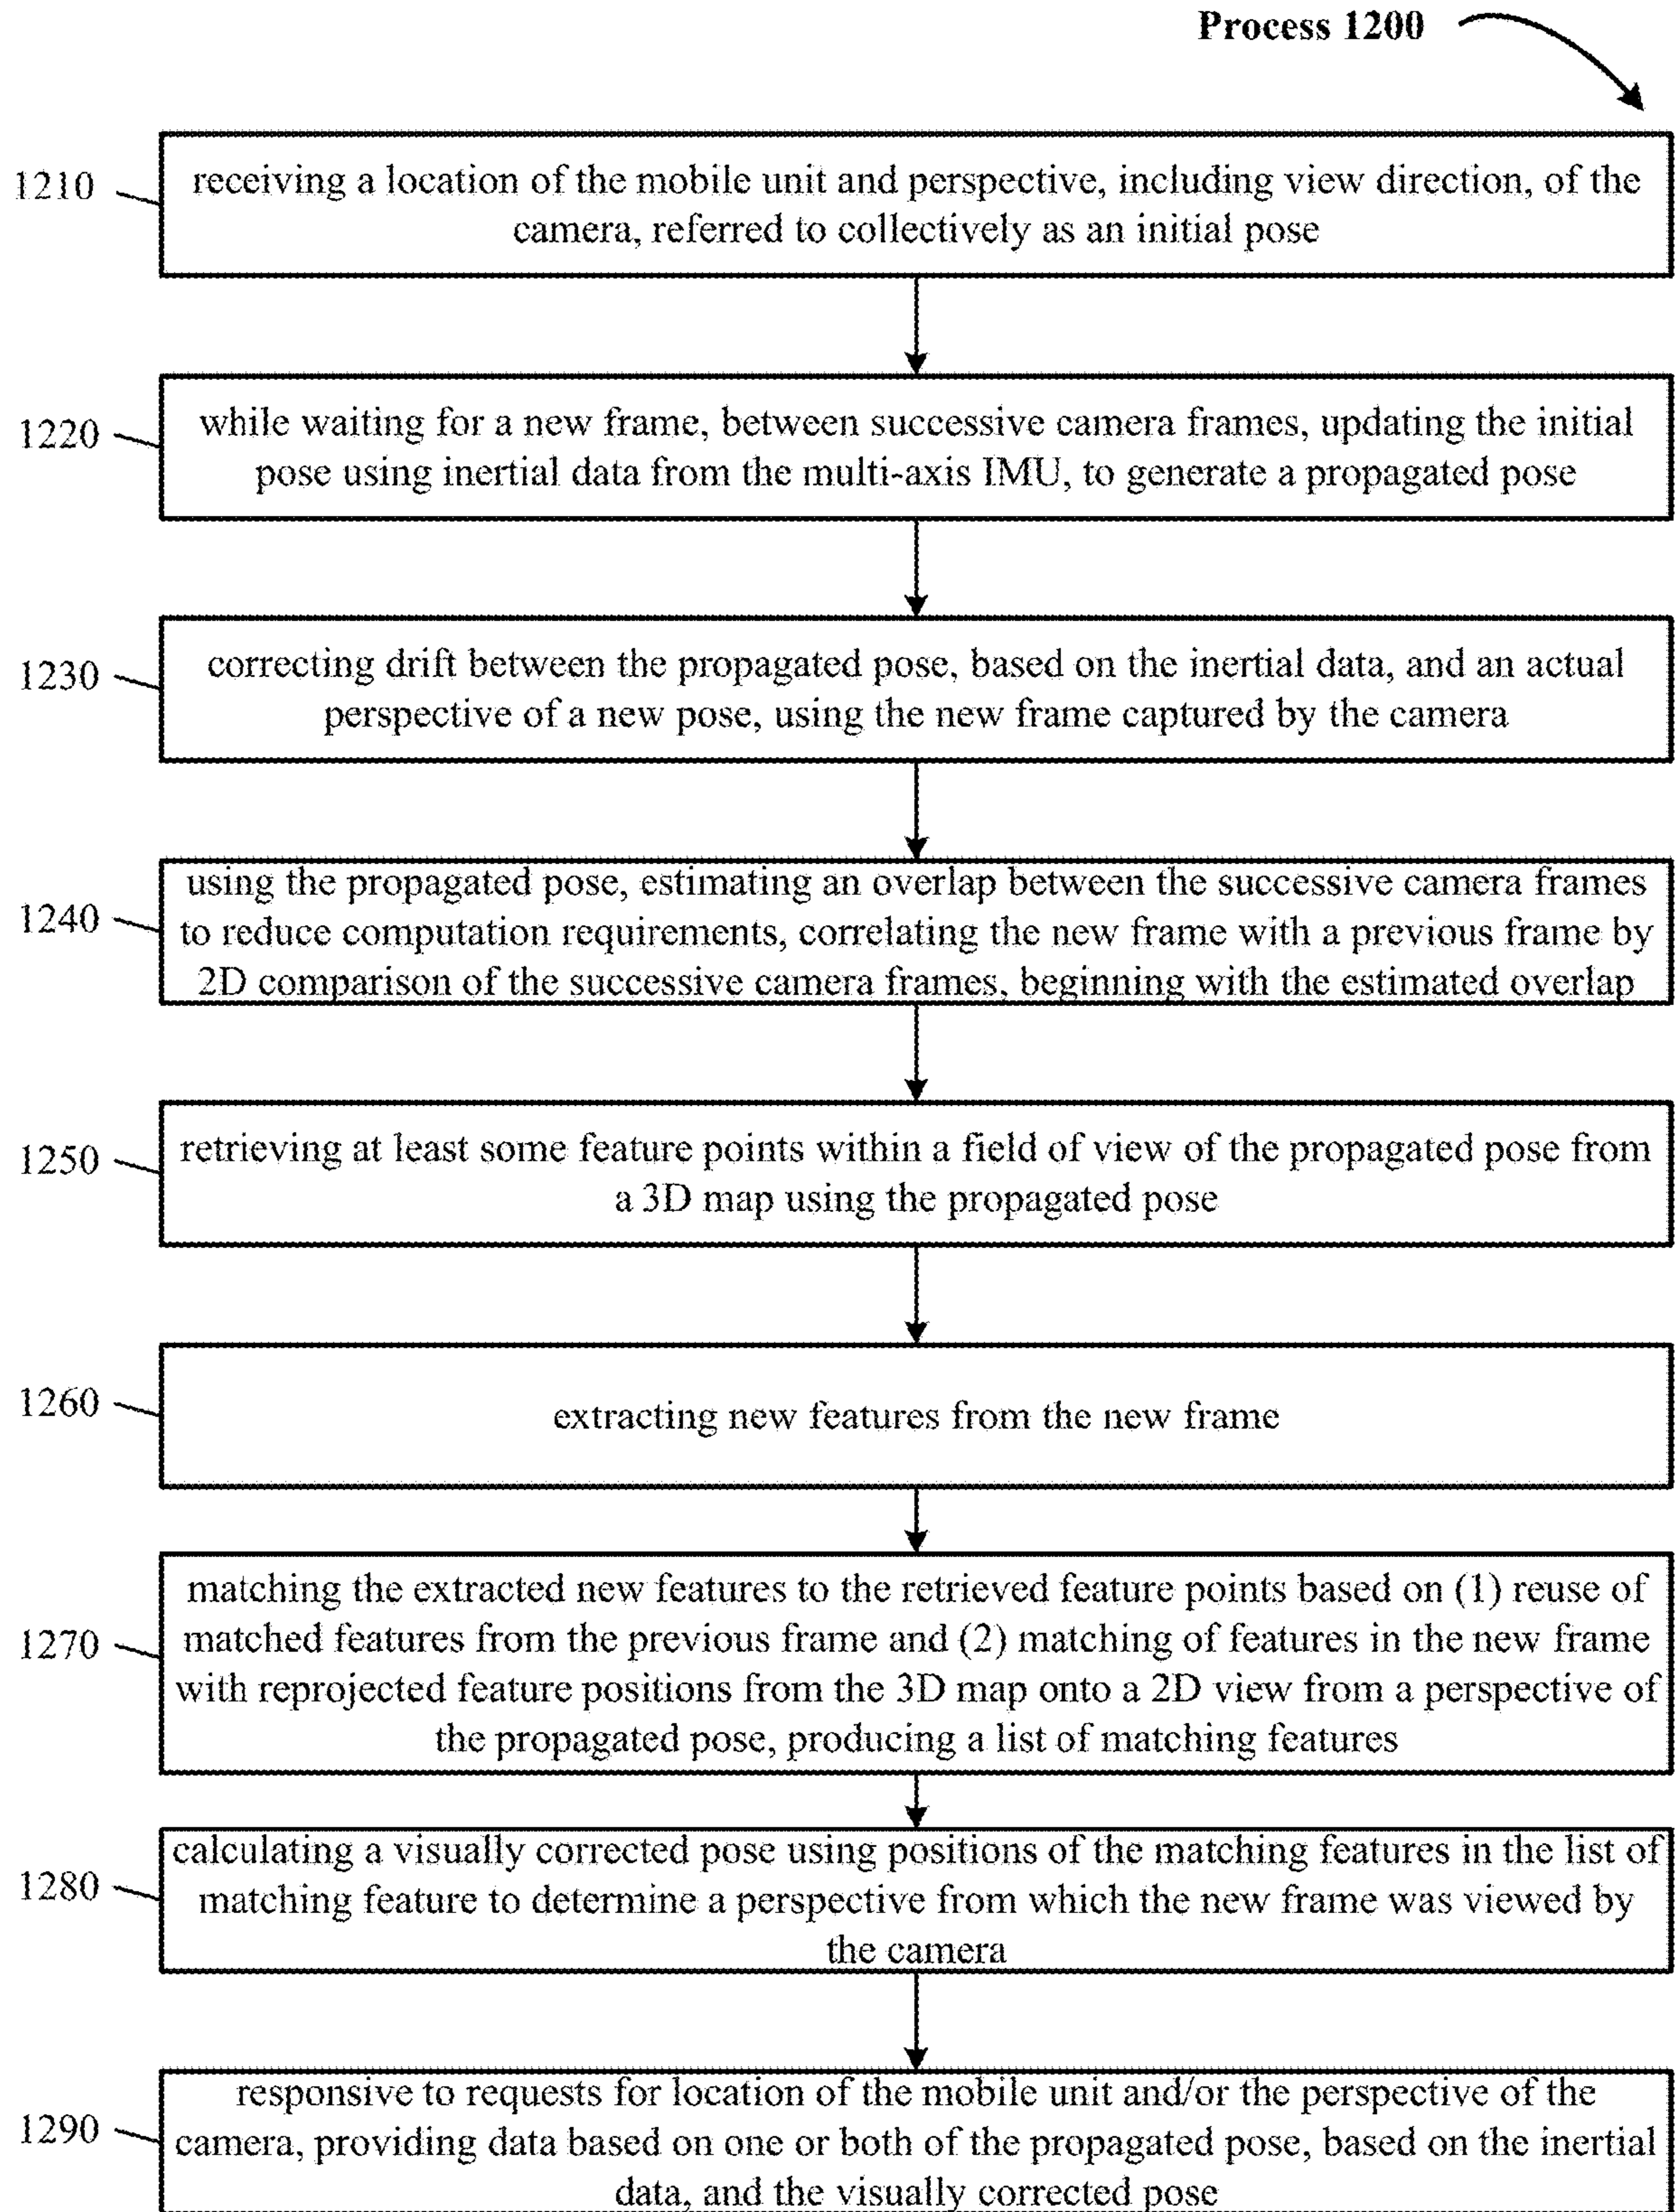 Process 1200
1210
receiving a location of the mobile unit and perspective, including view direction, of the
camera, referred to collectively as an initial pose
1220
while waiting for a new frame, between successive camera frames, updating the initial
pose using inertial data from the multi-axis IMU, to generate a propagated pose
1230
correcting drift between the propagated pose, based on the inertial data, and an actual
perspective of a new pose, using the new frame captured by the camera
1240
using the propagated pose, estimating an overlap between the successive camera frames
to reduce computation requirements, correlating the new frame with a previous frame by
2D comparison of the successive camera frames, beginning with the estimated overlap
1250
retrieving at least some feature points within a field of view of the propagated pose from
a 3D map using the propagated pose
1260
extracting new features from the new frame
1270
matching the extracted new features to the retrieved feature points based on (1) reuse of
matched features from the previous frame and (2) matching of features in the new frame
with reprojected feature positions from the 3D map onto a 2D view from a perspective of
the propagated pose, producing a list of matching features
1280
calculating a visually corrected pose using positions of the matching features in the list of
matching feature to determine a perspective from which the new frame was viewed by
the camera
1290
responsive to requests for location of the mobile unit and/or the perspective of the
camera, providing data based on one or both of the propagated pose, based on the inertial
data, and the visually corrected pose